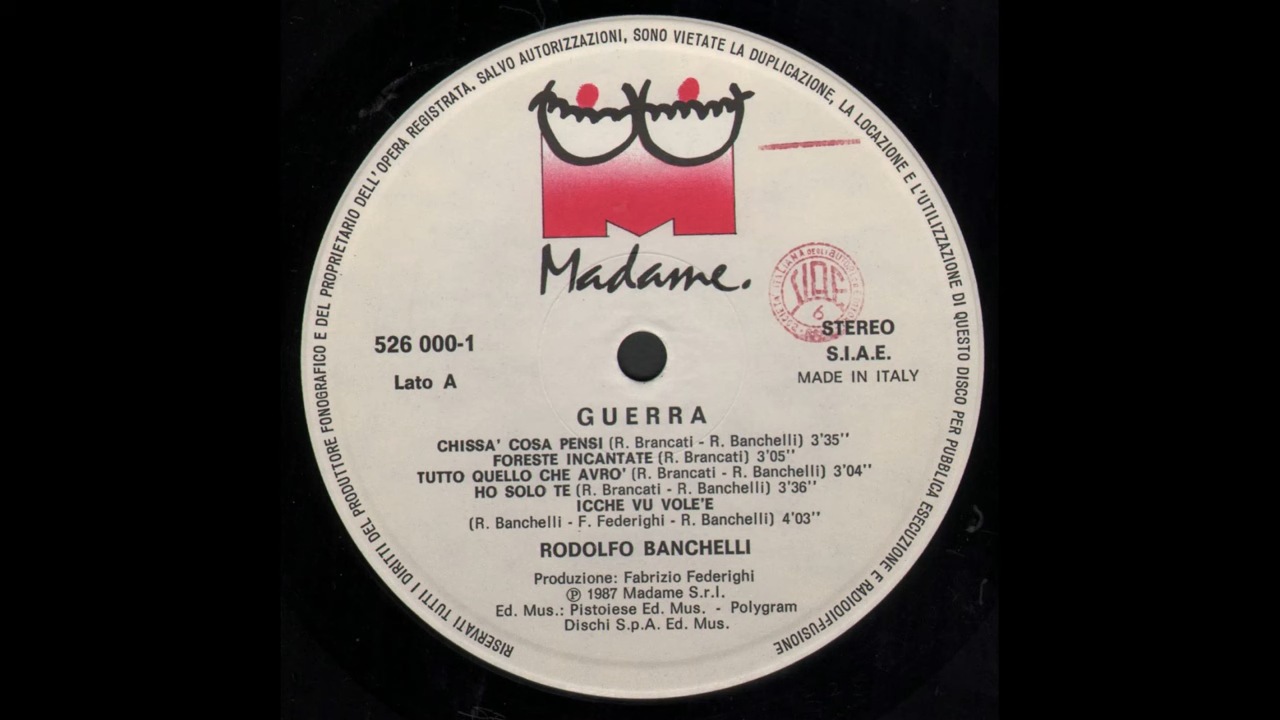 RISERVATI TUTTI I DIRITTI DEL PRODUTTORE FONOGRAFICO E DEL PROPRIETARIO DELL'OPERA REGISTRATA. SALVO AUTORIZZAZIONI, SONO VIETATE LA DUPLICAZIONE, LA LOCAZIONE E L'UTILIZZAZIONE DI QUESTO DISCO PER PUBBLICA ESECUZIONE E RADIODIFFUSIONE
Madame.
SIAE
6
526 000-1
Lato A
STEREO
S.I.A.E.
MADE IN ITALY
GUERRA
CHISSA' COSA PENSI (R. Brancati - R. Banchelli) 3'35''
FORESTE INCANTATE (R. Brancati) 3'05''
TUTTO QUELLO CHE AVRO' (R. Brancati - R. Banchelli) 3'04''
HO SOLO TE (R. Brancati - R. Banchelli) 3'36''
ICCHE VU VOLE'E
(R. Banchelli - F. Federighi - R. Banchelli) 4'03''
RODOLFO BANCHELLI
Produzione: Fabrizio Federighi
℗ 1987 Madame S.r.l.
Ed. Mus.: Pistoiese Ed. Mus. - Polygram
Dischi S.p.A. Ed. Mus.